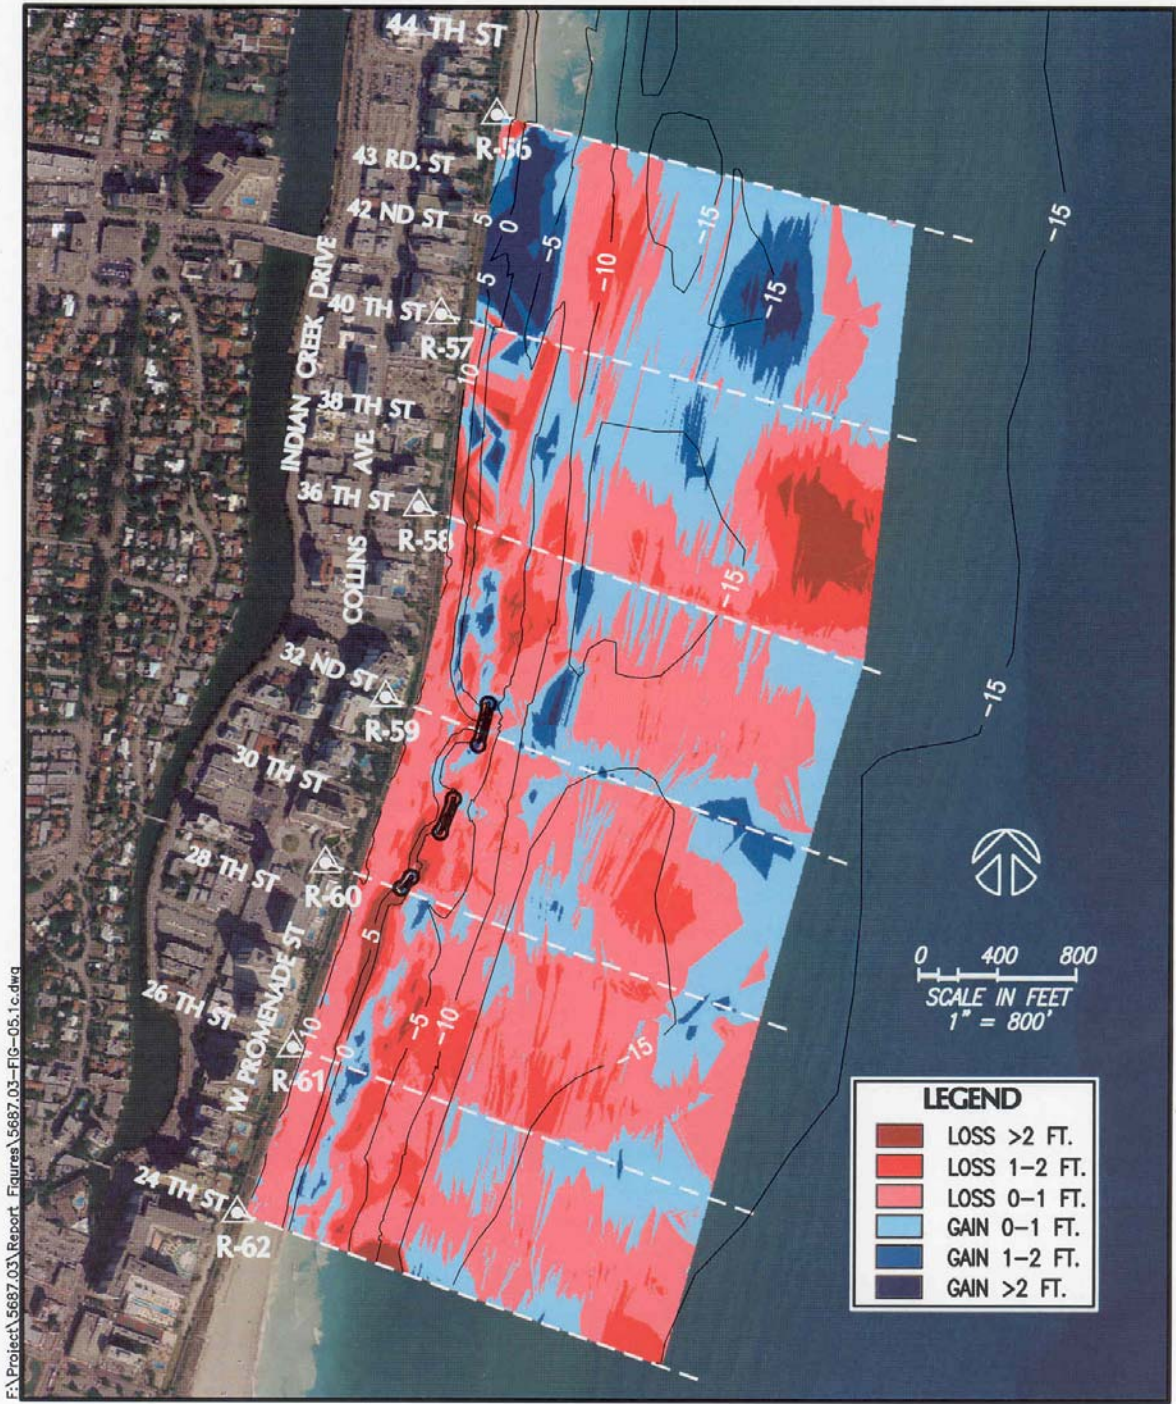 44 TH ST
R-56
43 RD. ST
42 ND ST
5
0
-5
-10
-15
-15
-15
INDIAN CREEK DRIVE
5
40 TH ST
R-57
10
38 TH ST
COLLINS AVE
36 TH ST
R-58
-15
32 ND ST
R-59
-15
30 TH ST
28 TH ST
R-60
5
W PROMENADE ST
26 TH ST
10
0
-5
-10
-15
R-61
24 TH ST
R-62
0 400 800
SCALE IN FEET
1" = 800'
LEGEND
LOSS >2 FT.
LOSS 1-2 FT.
LOSS 0-1 FT.
GAIN 0-1 FT.
GAIN 1-2 FT.
GAIN >2 FT.
F:\Project\5687.03\Report Figures\5687.03-FIG-05.1c.dwg